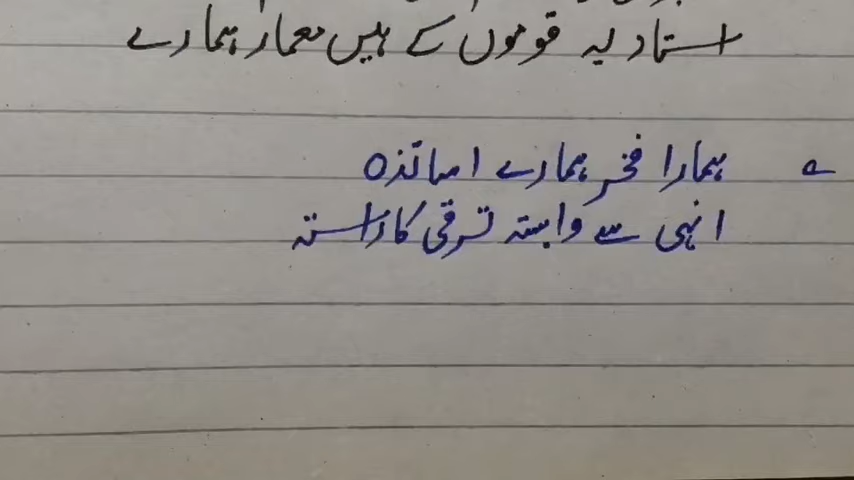 استاد یہ قوموں کے ہیں معمار ہمارے
ہمارا فخر ہمارے اساتذہ
انہی سے وابستہ ترقی کا راستہ